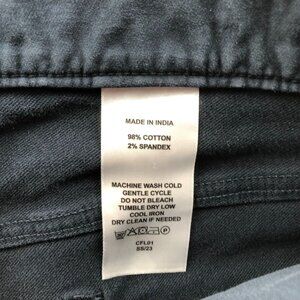 MADE IN INDIA
98% COTTON
2% SPANDEX
MACHINE WASH COLD
GENTLE CYCLE
DO NOT BLEACH
TUMBLE DRY LOW
COOL IRON
DRY CLEAN IF NEEDED
CFL01
SS/23